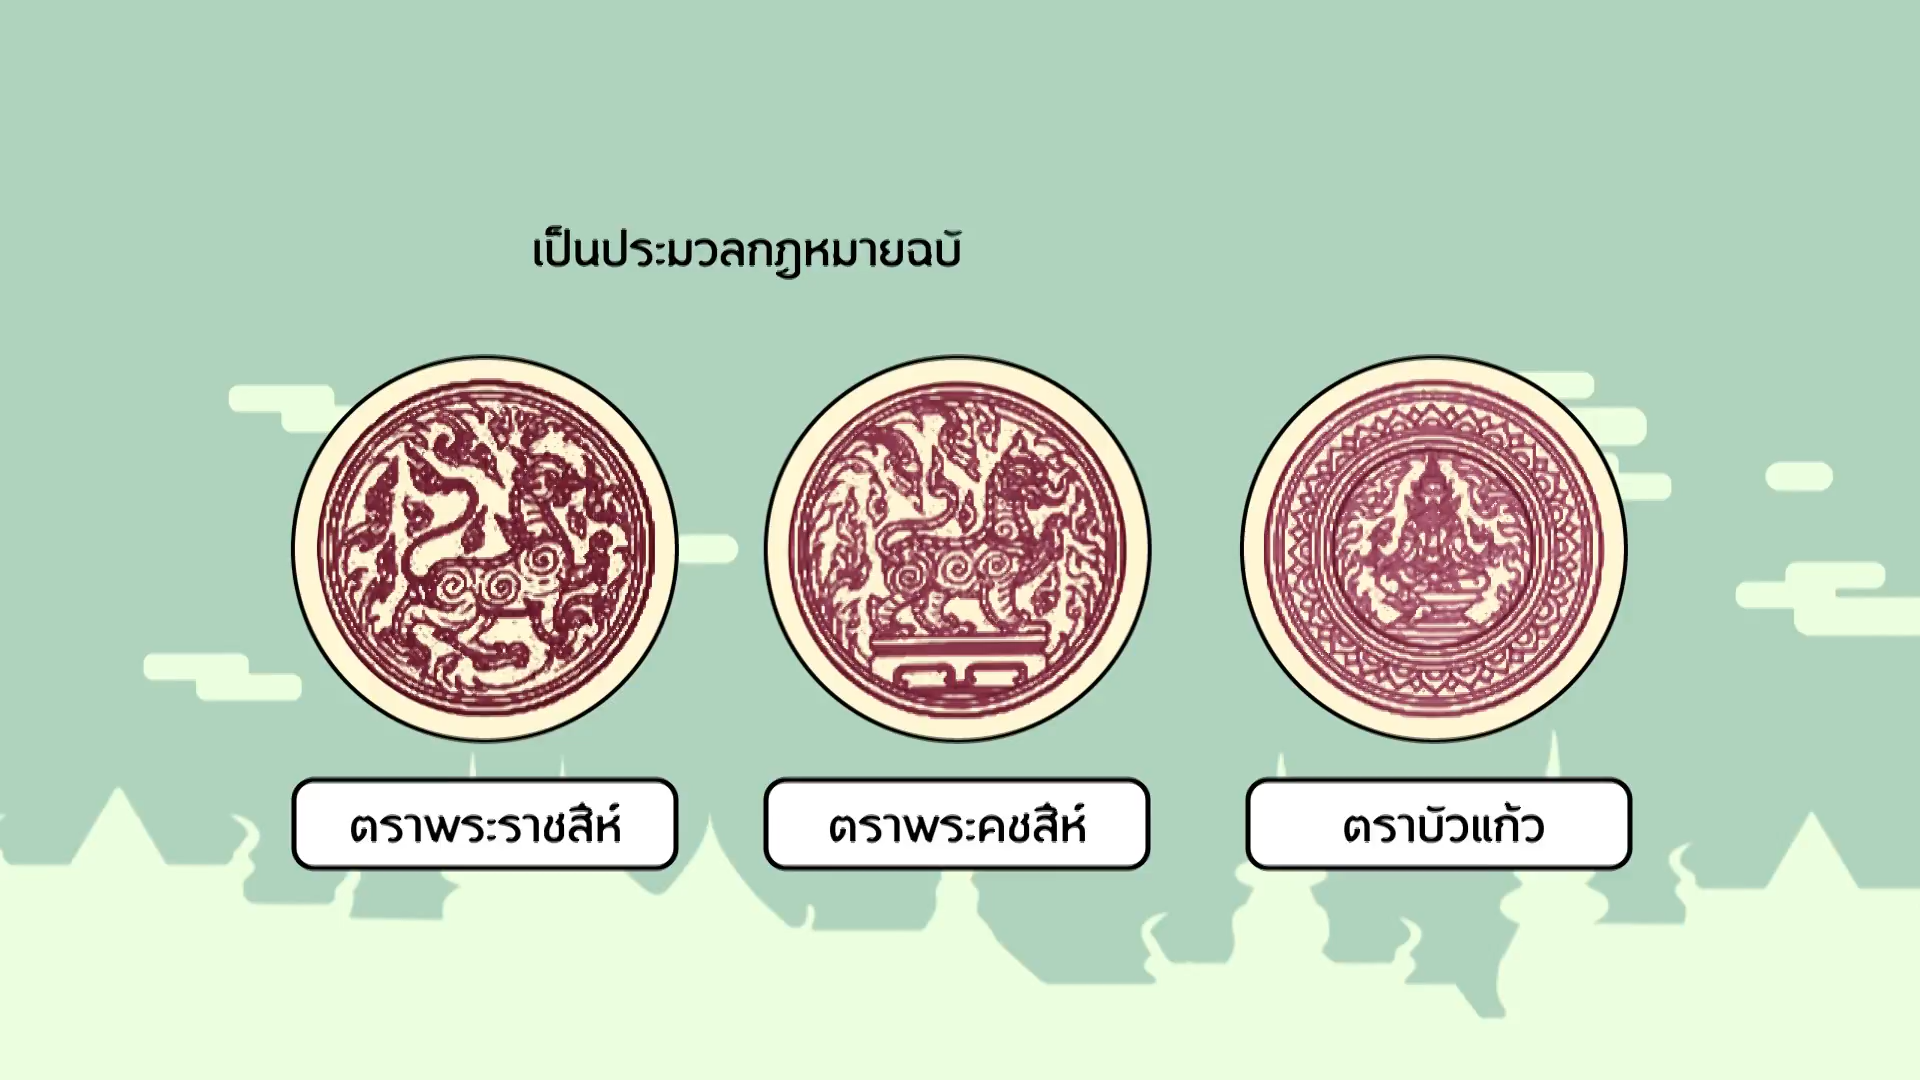 เป็นประมวลกฎหมายฉบั
ตราพระราชสีห์
ตราพระคชสีห์
ตราบัวแก้ว